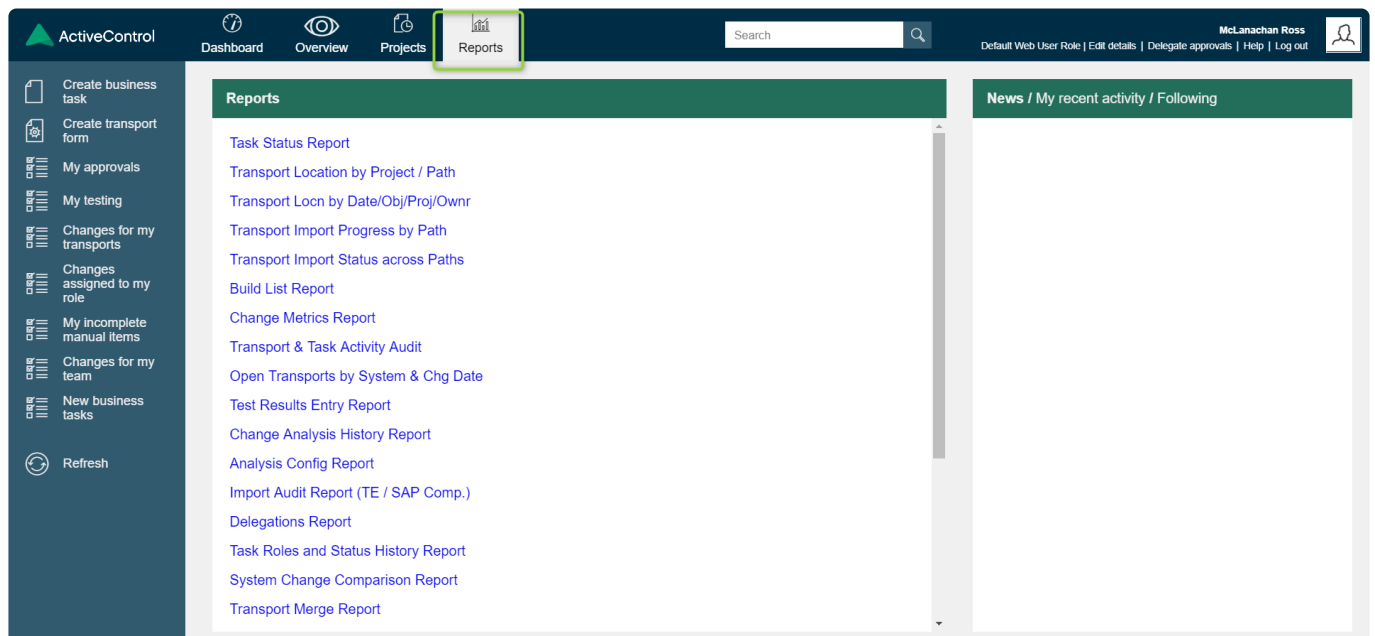 ActiveControl
Dashboard
Overview
Projects
Reports
Search
McLanachan Ross
Default Web User Role | Edit details | Delegate approvals | Help | Log out
Create business
task
Create transport
form
My approvals
My testing
Changes for my
transports
Changes
assigned to my
role
My incomplete
manual items
Changes for my
team
New business
tasks
Refresh
Reports
Task Status Report
Transport Location by Project / Path
Transport Locn by Date/Obj/Proj/Ownr
Transport Import Progress by Path
Transport Import Status across Paths
Build List Report
Change Metrics Report
Transport & Task Activity Audit
Open Transports by System & Chg Date
Test Results Entry Report
Change Analysis History Report
Analysis Config Report
Import Audit Report (TE / SAP Comp.)
Delegations Report
Task Roles and Status History Report
System Change Comparison Report
Transport Merge Report
News / My recent activity / Following